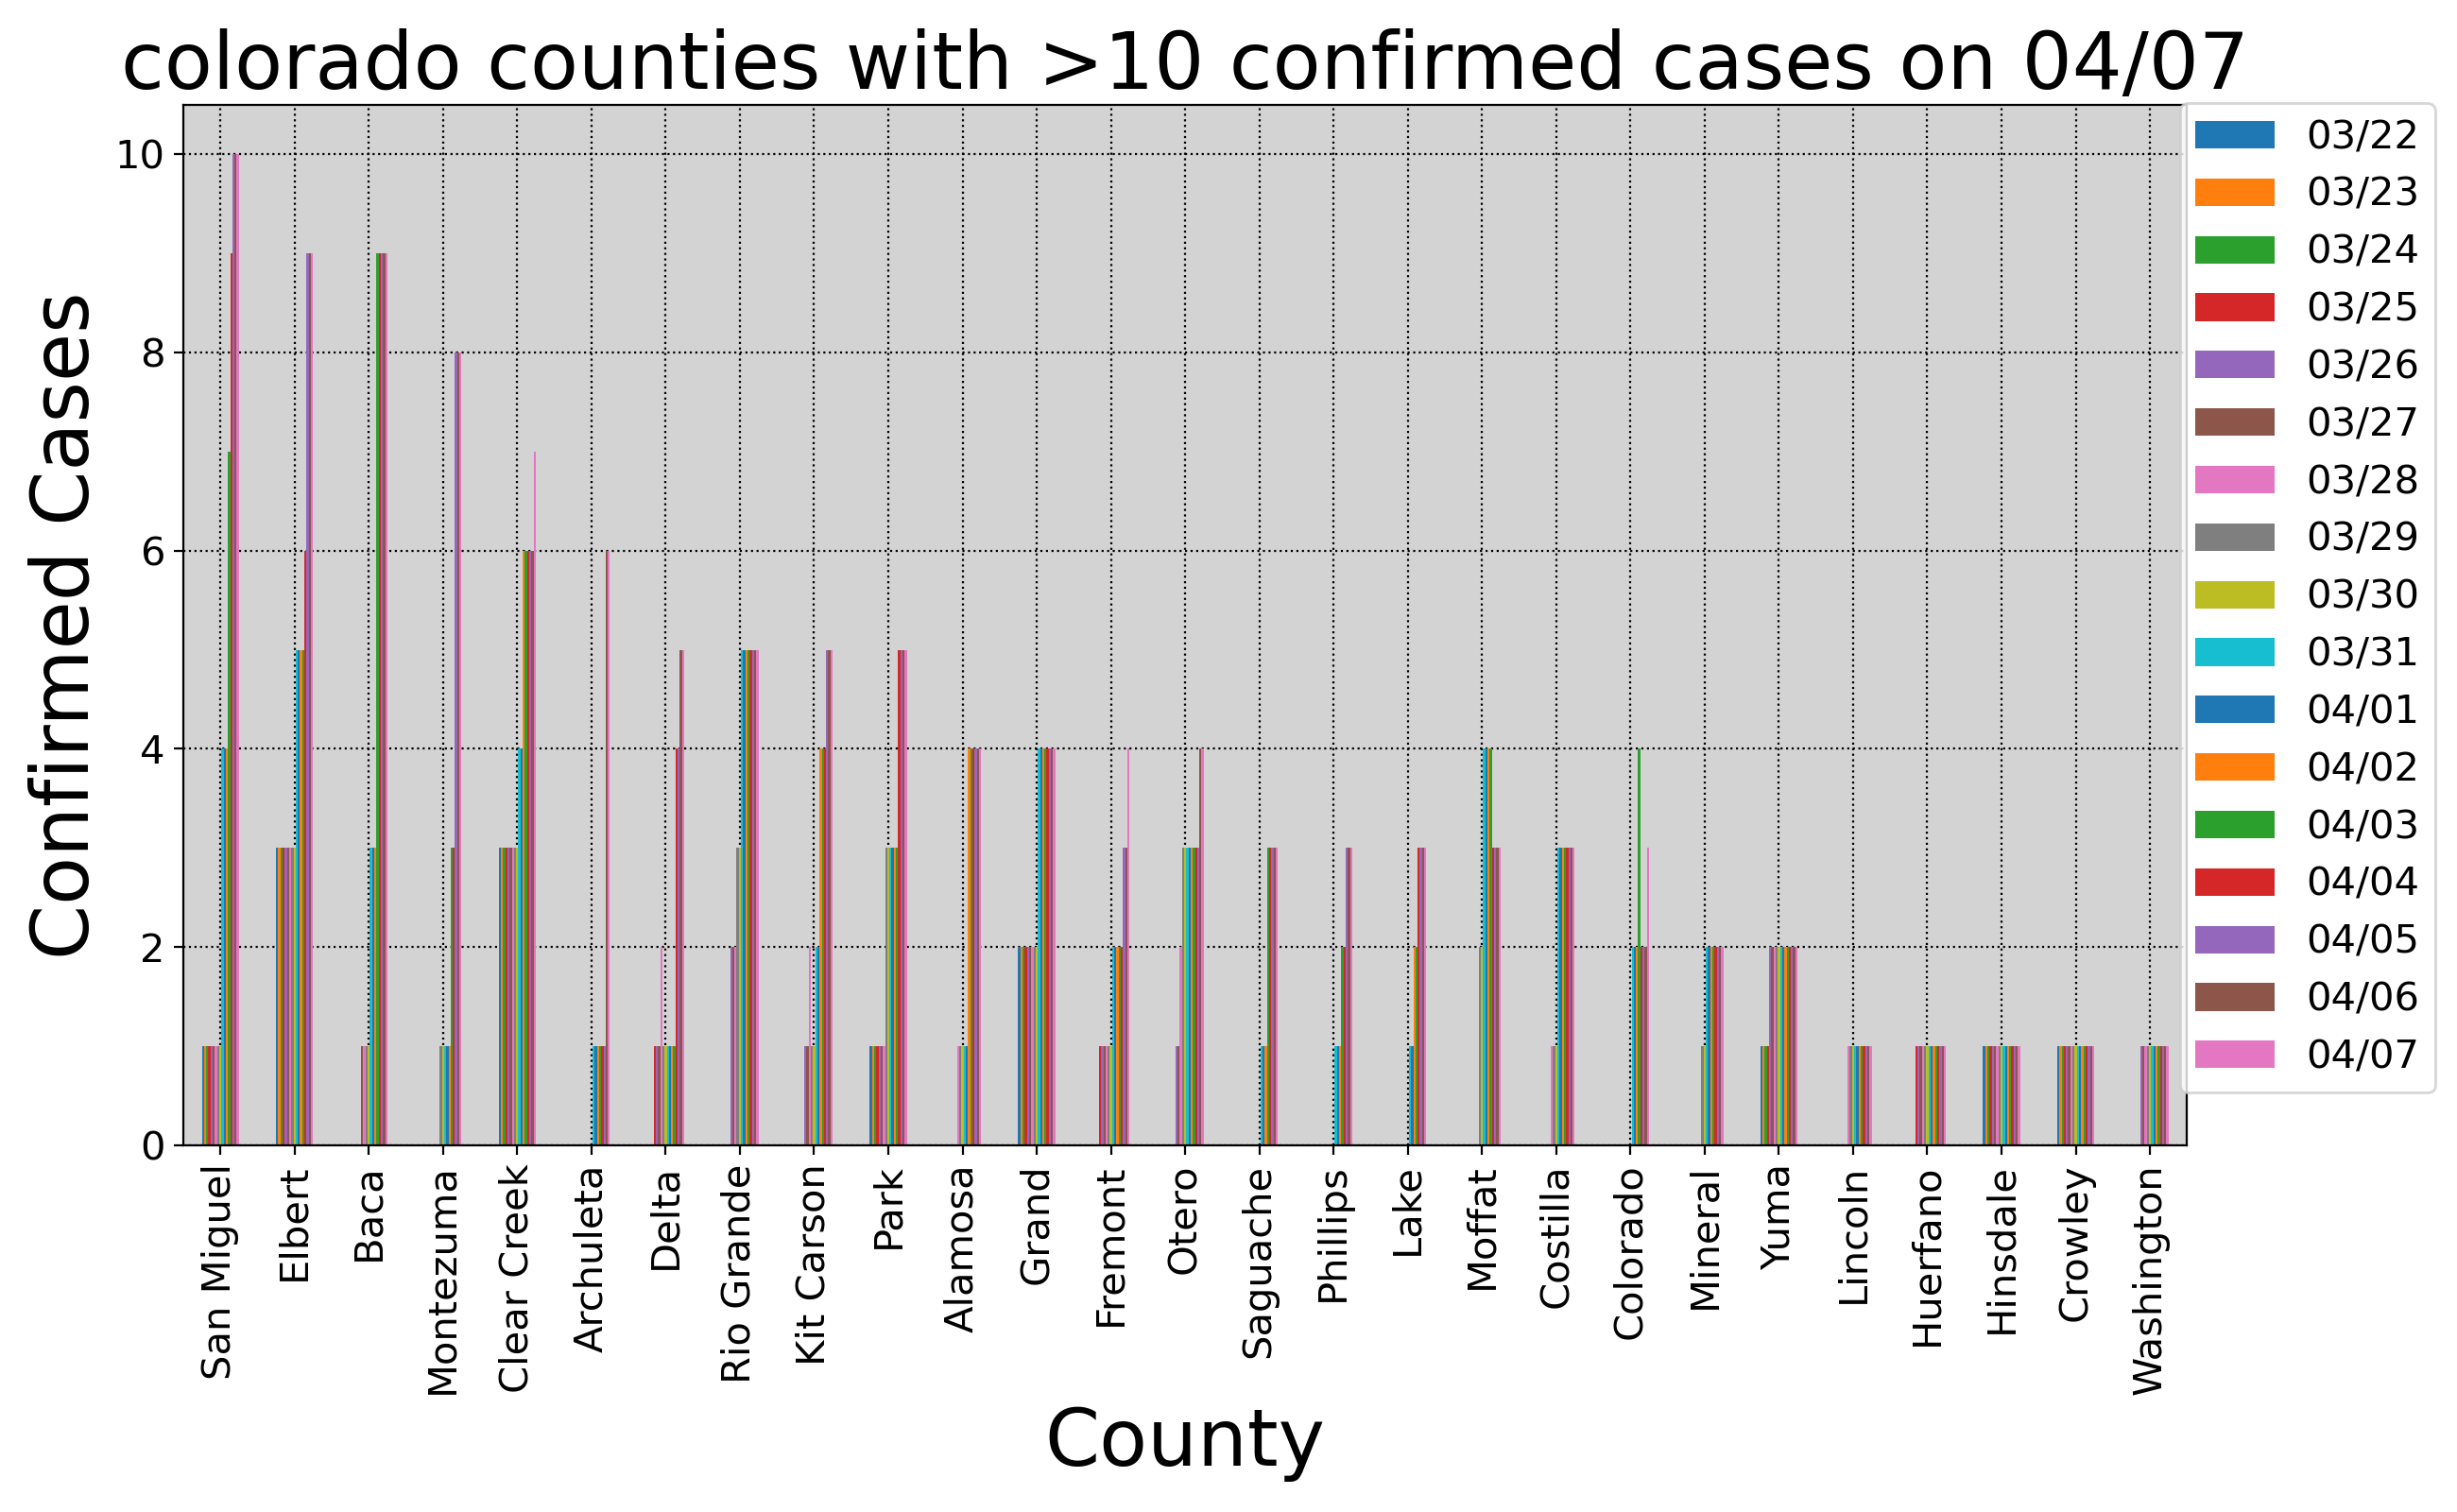 colorado counties with >10 confirmed cases on 04/07
Confirmed Cases
10
8
6
4
2
0
03/22
03/23
03/24
03/25
03/26
03/27
03/28
03/29
03/30
03/31
04/01
04/02
04/03
04/04
04/05
04/06
04/07
San Miguel
Elbert
Baca
Montezuma
Clear Creek
Archuleta
Delta
Rio Grande
Kit Carson
Park
Alamosa
Grand
Fremont
Otero
Saguache
Phillips
Lake
Moffat
Costilla
Colorado
Mineral
Yuma
Lincoln
Huerfano
Hinsdale
Crowley
Washington
County